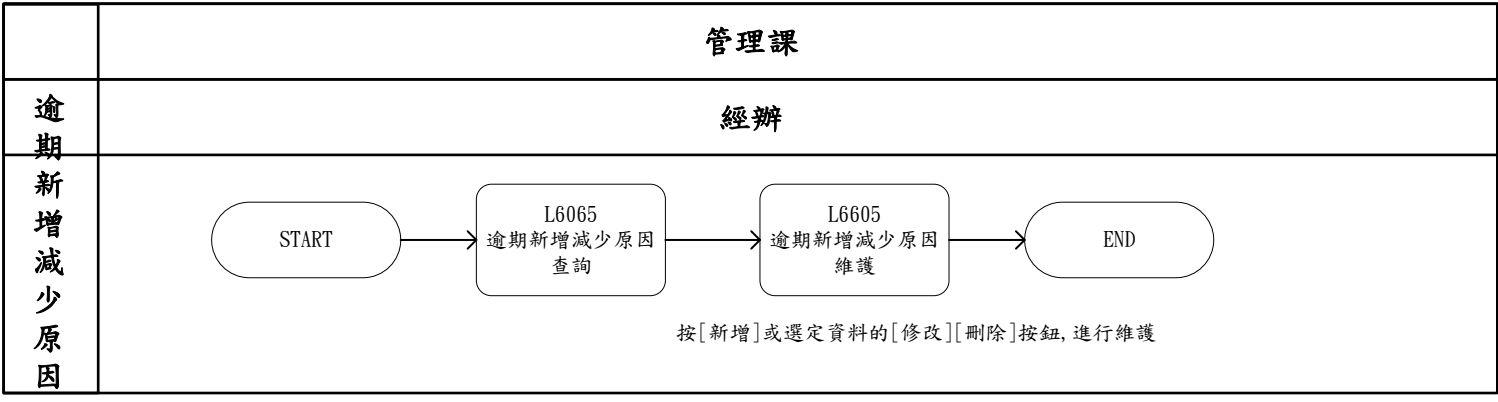 管理課
經辦
逾
期
新
增
減
少
原
因
START
L6065
逾期新增減少原因
查詢
L6605
逾期新增減少原因
維護
END
按[新增]或選定資料的[修改][刪除]按鈕,進行維護